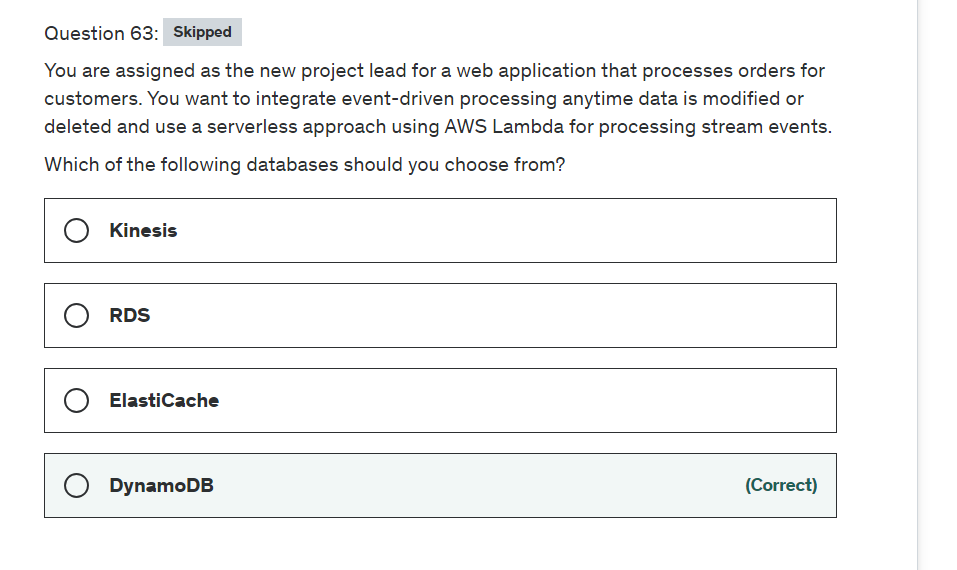 Question 63: Skipped
You are assigned as the new project lead for a web application that processes orders for
customers. You want to integrate event-driven processing anytime data is modified or
deleted and use a serverless approach using AWS Lambda for processing stream events.
Which of the following databases should you choose from?
Kinesis
RDS
ElastiCache
DynamoDB (Correct)